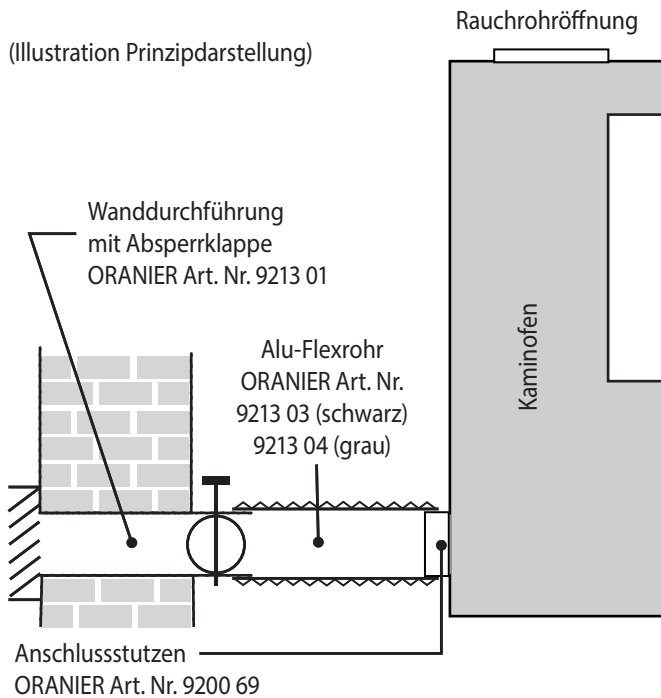 Rauchrohröffnung
(Illustration Prinzipdarstellung)
Wanddurchführung
mit Absperrklappe
ORANIER Art. Nr. 9213 01
Alu-Flexrohr
ORANIER Art. Nr.
9213 03 (schwarz)
9213 04 (grau)
Kaminofen
Anschlussstutzen
ORANIER Art. Nr. 9200 69